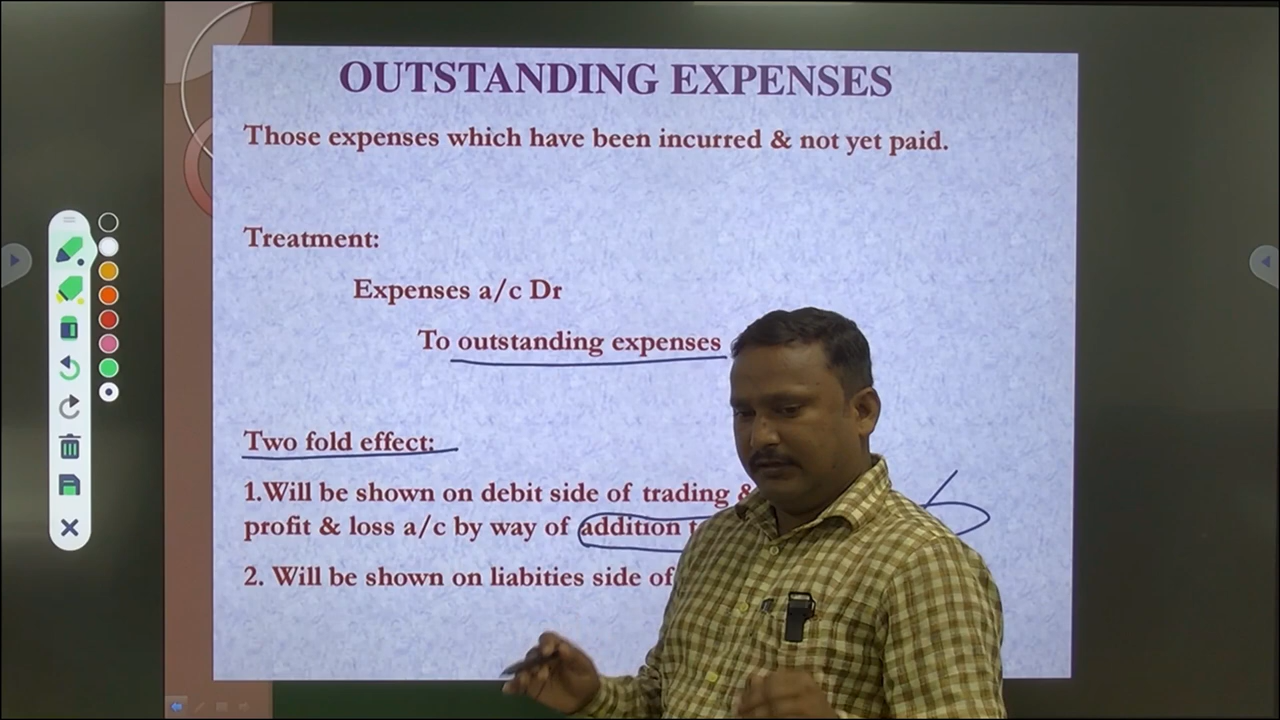 OUTSTANDING EXPENSES
Those expenses which have been incurred & not yet paid.
Treatment:
Expenses a/c Dr
To outstanding expenses
Two fold effect:
1.Will be shown on debit side of trading &
profit & loss a/c by way of addition
2. Will be shown on liabities side of